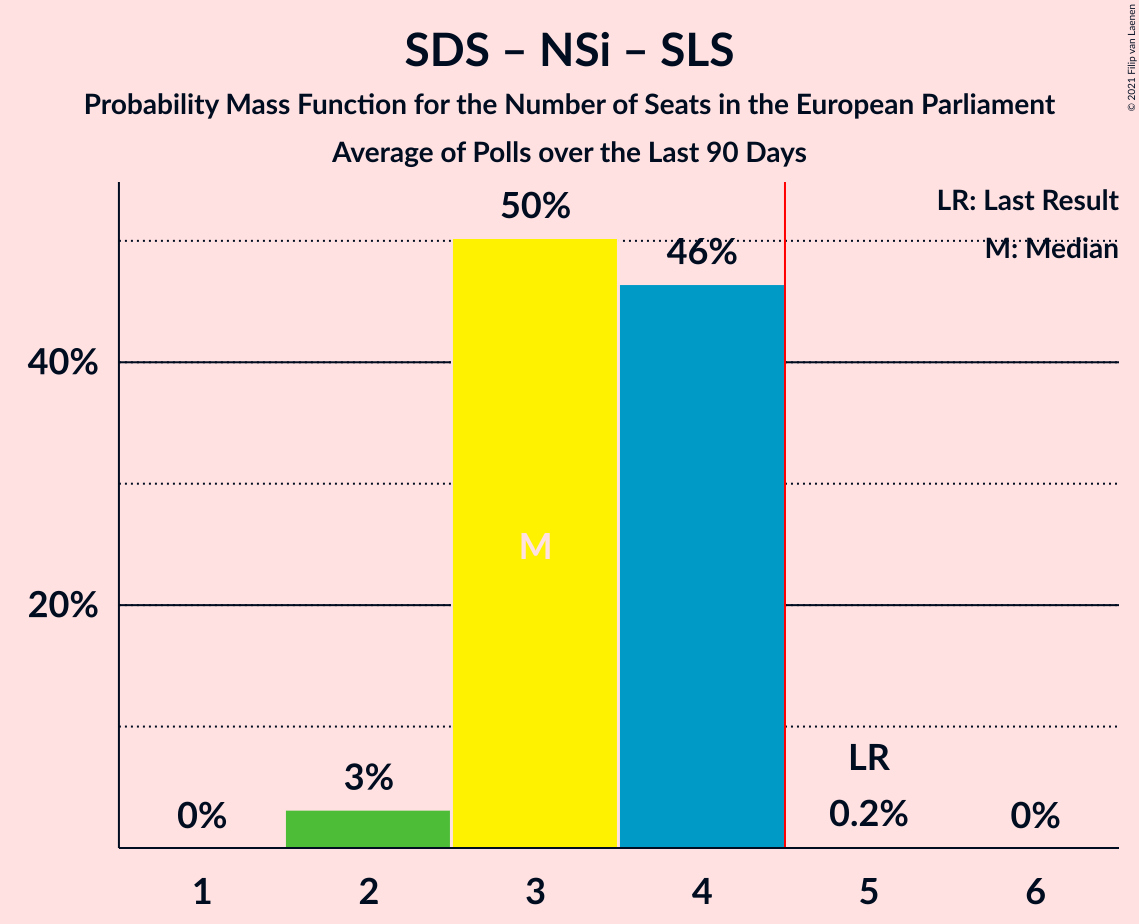 SDS – NSi – SLS
Probability Mass Function for the Number of Seats in the European Parliament
Average of Polls over the Last 90 Days
© 2021 Filip van Laenen
LR: Last Result
M: Median
50%
46%
40%
M
20%
LR
3%
0%
0.2%
0%
1 2 3 4 5 6